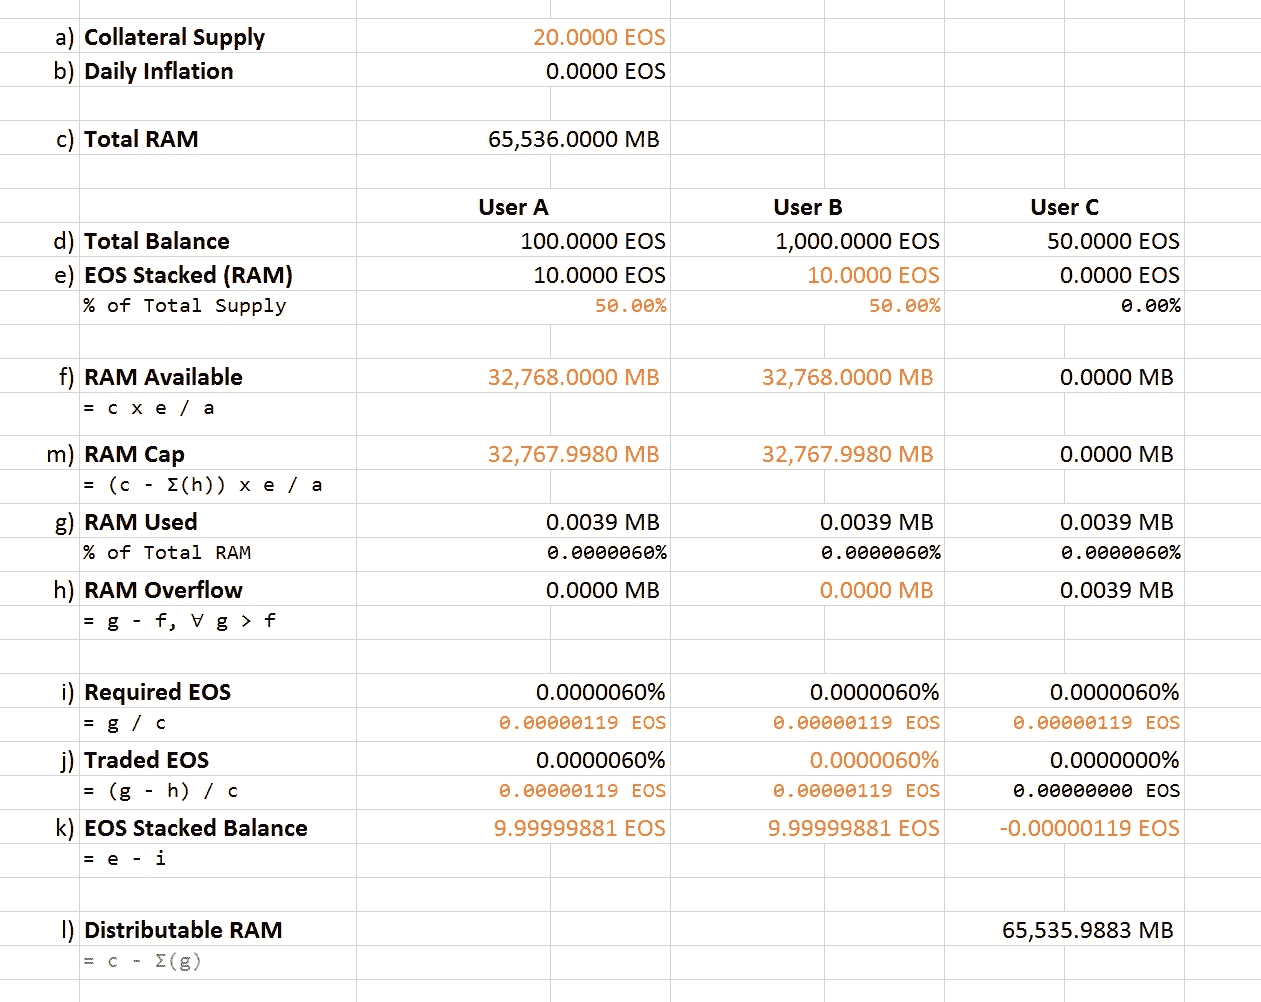 a) Collateral Supply 20.0000 EOS
b) Daily Inflation 0.0000 EOS
c) Total RAM 65,536.0000 MB
User A User B User C
d) Total Balance 100.0000 EOS 1,000.0000 EOS 50.0000 EOS
e) EOS Stacked (RAM) 10.0000 EOS 10.0000 EOS 0.0000 EOS
% of Total Supply 50.00% 50.00% 0.00%
f) RAM Available 32,768.0000 MB 32,768.0000 MB 0.0000 MB
= c x e / a
m) RAM Cap 32,767.9980 MB 32,767.9980 MB 0.0000 MB
= (c - Σ(h)) x e / a
g) RAM Used 0.0039 MB 0.0039 MB 0.0039 MB
% of Total RAM 0.0000060% 0.0000060% 0.0000060%
h) RAM Overflow 0.0000 MB 0.0000 MB 0.0039 MB
= g - f, ∀ g > f
i) Required EOS 0.0000060% 0.0000060% 0.0000060%
= g / c 0.00000119 EOS 0.00000119 EOS 0.00000119 EOS
j) Traded EOS 0.0000060% 0.0000060% 0.0000000%
= (g - h) / c 0.00000119 EOS 0.00000119 EOS 0.00000000 EOS
k) EOS Stacked Balance 9.99999881 EOS 9.99999881 EOS -0.00000119 EOS
= e - i
l) Distributable RAM 65,535.9883 MB
= c - Σ(g)